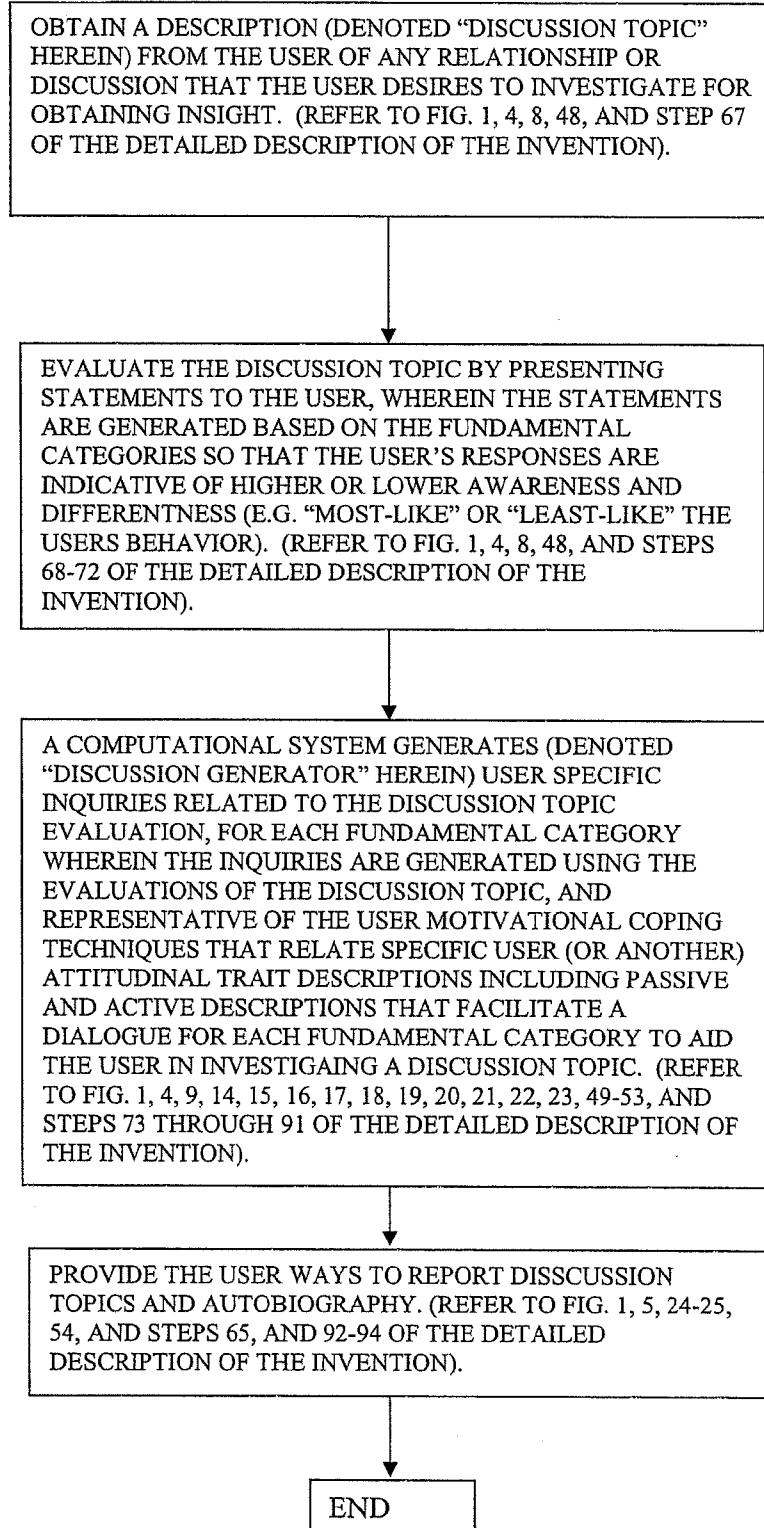 OBTAIN A DESCRIPTION (DENOTED “DISCUSSION TOPIC”
HEREIN) FROM THE USER OF ANY RELATIONSHIP OR
DISCUSSION THAT THE USER DESIRES TO INVESTIGATE FOR
OBTAINING INSIGHT. (REFER TO FIG. 1, 4, 8, 48, AND STEP 67
OF THE DETAILED DESCRIPTION OF THE INVENTION).
EVALUATE THE DISCUSSION TOPIC BY PRESENTING
STATEMENTS TO THE USER, WHEREIN THE STATEMENTS
ARE GENERATED BASED ON THE FUNDAMENTAL
CATEGORIES SO THAT THE USER’S RESPONSES ARE
INDICATIVE OF HIGHER OR LOWER AWARENESS AND
DIFFERENTNESS (E.G. “MOST-LIKE” OR “LEAST-LIKE” THE
USERS BEHAVIOR). (REFER TO FIG. 1, 4, 8, 48, AND STEPS
68-72 OF THE DETAILED DESCRIPTION OF THE
INVENTION).
A COMPUTATIONAL SYSTEM GENERATES (DENOTED
“DISCUSSION GENERATOR” HEREIN) USER SPECIFIC
INQUIRIES RELATED TO THE DISCUSSION TOPIC
EVALUATION, FOR EACH FUNDAMENTAL CATEGORY
WHEREIN THE INQUIRIES ARE GENERATED USING THE
EVALUATIONS OF THE DISCUSSION TOPIC, AND
REPRESENTATIVE OF THE USER MOTIVATIONAL COPING
TECHNIQUES THAT RELATE SPECIFIC USER (OR ANOTHER)
ATTITUDINAL TRAIT DESCRIPTIONS INCLUDING PASSIVE
AND ACTIVE DESCRIPTIONS THAT FACILITATE A
DIALOGUE FOR EACH FUNDAMENTAL CATEGORY TO AID
THE USER IN INVESTIGAING A DISCUSSION TOPIC. (REFER
TO FIG. 1, 4, 9, 14, 15, 16, 17, 18, 19, 20, 21, 22, 23, 49-53, AND
STEPS 73 THROUGH 91 OF THE DETAILED DESCRIPTION OF
THE INVENTION).
PROVIDE THE USER WAYS TO REPORT DISSCUSSION
TOPICS AND AUTOBIOGRAPHY. (REFER TO FIG. 1, 5, 24-25,
54, AND STEPS 65, AND 92-94 OF THE DETAILED
DESCRIPTION OF THE INVENTION).
END